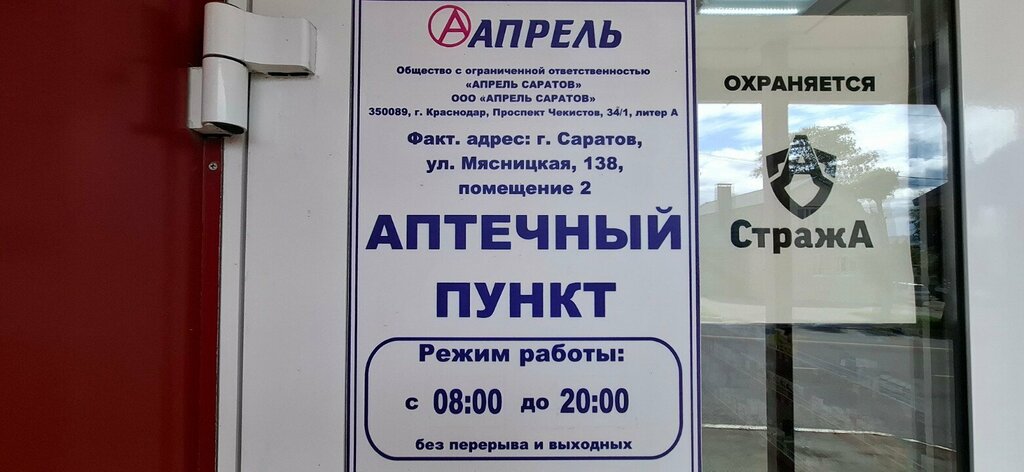 АПРЕЛЬ
Общество с ограниченной ответственностью
«АПРЕЛЬ САРАТОВ»
ООО «АПРЕЛЬ САРАТОВ»
350089, г. Краснодар, Проспект Чекистов, 34/1, литер А
Факт. адрес: г. Саратов,
ул. Мясницкая, 138,
помещение 2
АПТЕЧНЫЙ
ПУНКТ
Режим работы:
с 08:00 до 20:00
без перерыва и выходных
ОХРАНЯЕТСЯ
СтражА